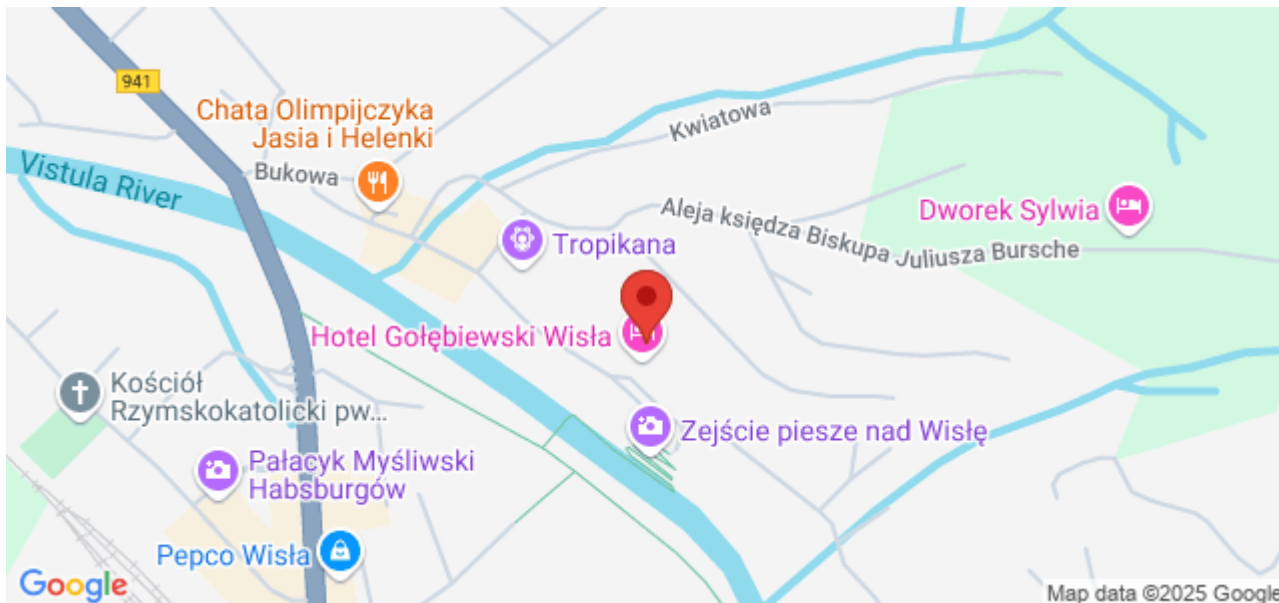 941
Chata Olimpijczyka
Jasia i Helenki
Kwiatowa
Vistula River
Bukowa
Aleja księdza Biskupa Juliusza Bursche
Dworek Sylwia
Tropikana
Hotel Gołębiewski Wisła
Kościół
Rzymskokatolicki pw...
Zejście piesze nad Wisłę
Pałacyk Myśliwski
Habsburgów
Pepco Wisła
Google
Map data ©2025 Google